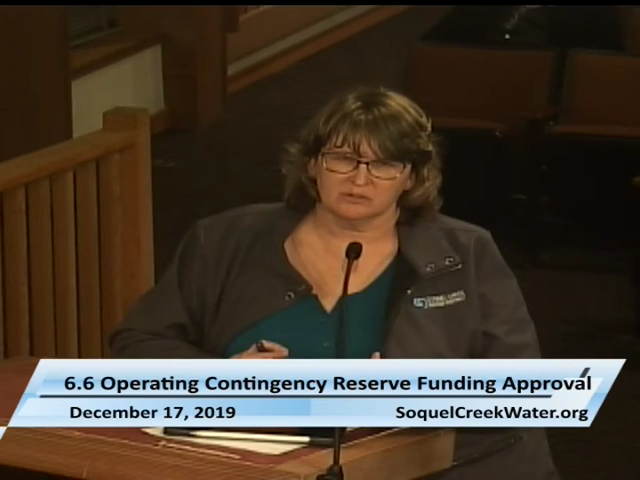 6.6 Operating Contingency Reserve Funding Approval
December 17, 2019
SoquelCreekWater.org